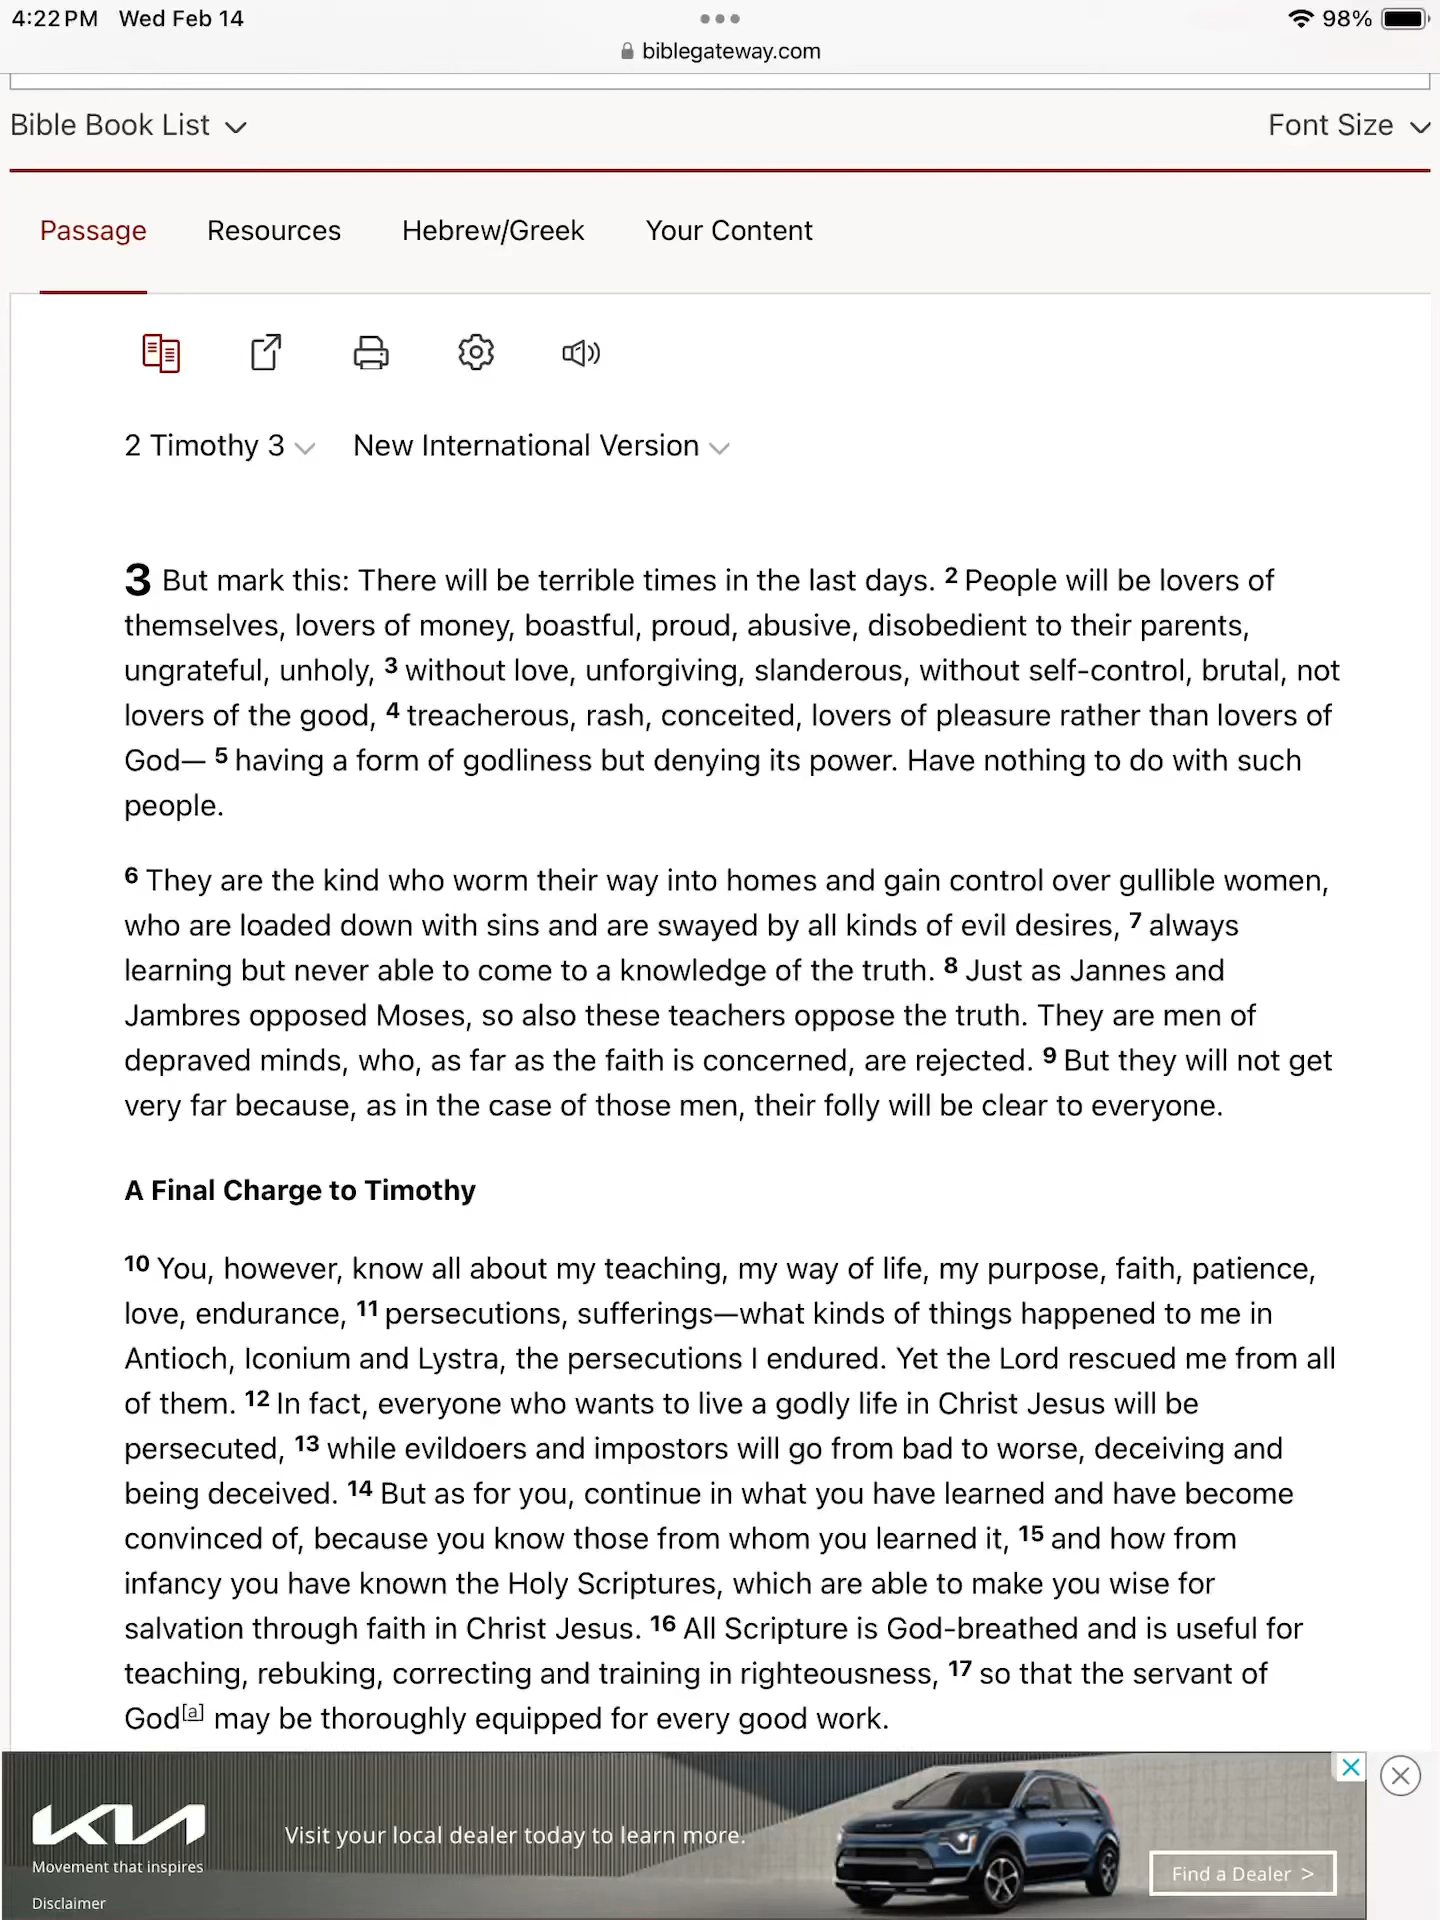 4:22 PM Wed Feb 14
98%
biblegateway.com
Bible Book List
Font Size
Passage
Resources
Hebrew/Greek
Your Content
2 Timothy 3
New International Version
3 But mark this: There will be terrible times in the last days. 2 People will be lovers of
themselves, lovers of money, boastful, proud, abusive, disobedient to their parents,
ungrateful, unholy, 3 without love, unforgiving, slanderous, without self-control, brutal, not
lovers of the good, 4 treacherous, rash, conceited, lovers of pleasure rather than lovers of
God— 5 having a form of godliness but denying its power. Have nothing to do with such
people.
6 They are the kind who worm their way into homes and gain control over gullible women,
who are loaded down with sins and are swayed by all kinds of evil desires, 7 always
learning but never able to come to a knowledge of the truth. 8 Just as Jannes and
Jambres opposed Moses, so also these teachers oppose the truth. They are men of
depraved minds, who, as far as the faith is concerned, are rejected. 9 But they will not get
very far because, as in the case of those men, their folly will be clear to everyone.
A Final Charge to Timothy
10 You, however, know all about my teaching, my way of life, my purpose, faith, patience,
love, endurance, 11 persecutions, sufferings—what kinds of things happened to me in
Antioch, Iconium and Lystra, the persecutions I endured. Yet the Lord rescued me from all
of them. 12 In fact, everyone who wants to live a godly life in Christ Jesus will be
persecuted, 13 while evildoers and impostors will go from bad to worse, deceiving and
being deceived. 14 But as for you, continue in what you have learned and have become
convinced of, because you know those from whom you learned it, 15 and how from
infancy you have known the Holy Scriptures, which are able to make you wise for
salvation through faith in Christ Jesus. 16 All Scripture is God-breathed and is useful for
teaching, rebuking, correcting and training in righteousness, 17 so that the servant of
God[a] may be thoroughly equipped for every good work.
KIA
Movement that inspires
Disclaimer
Visit your local dealer today to learn more.
Find a Dealer >